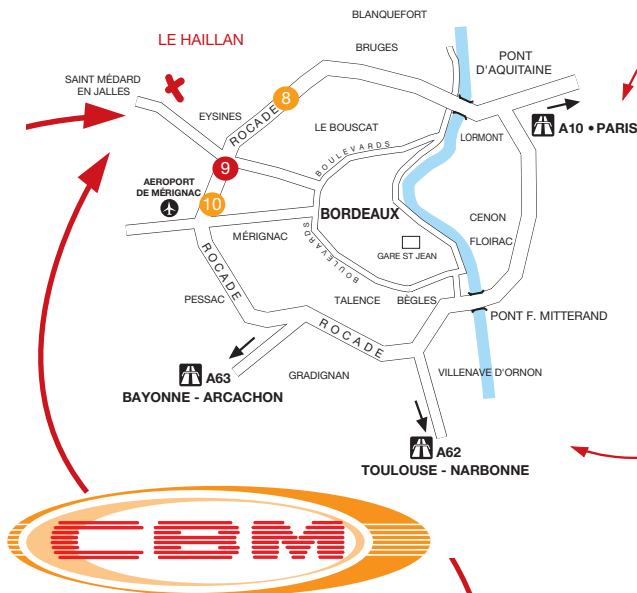 BLANQUEFORT
LE HAILLAN
BRUGES
PONT
D'AQUITAINE
SAINT MÉDARD
EN JALLES
8
EYSINES
ROCADE
LE BOUSCAT
A10 • PARIS
LORMONT
BOULEVARDS
9
AEROPORT
DE MÉRIGNAC
10
BORDEAUX
CENON
FLOIRAC
MÉRIGNAC
GARE ST JEAN
BOULEVARDS
ROCADE
PESSAC
TALENCE
BÈGLES
PONT F. MITTERAND
ROCADE
A63
BAYONNE - ARCACHON
GRADIGNAN
VILLENAVE D'ORNON
A62
TOULOUSE - NARBONNE
CBM